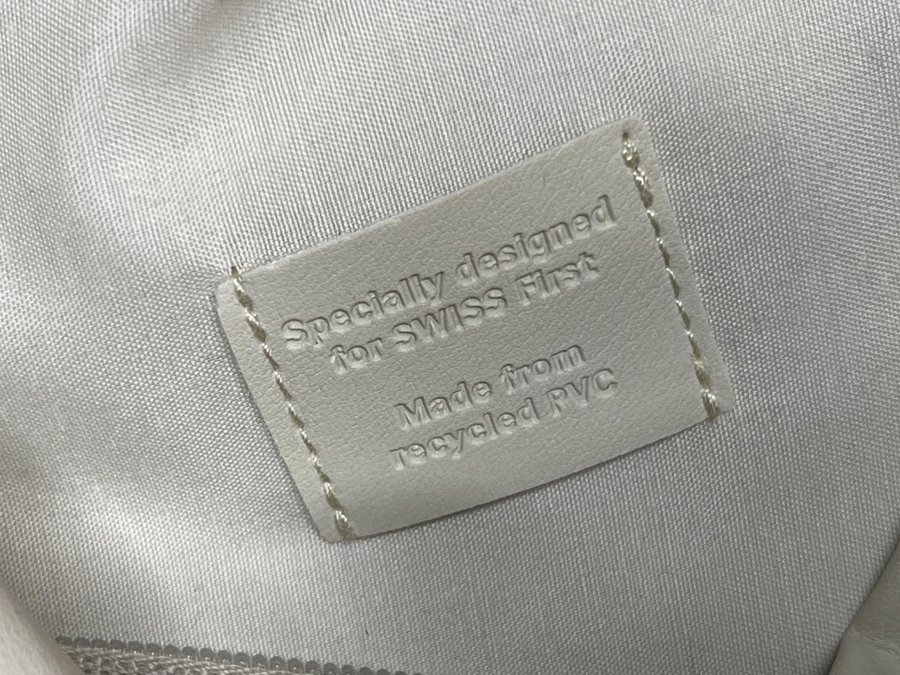 Specially designed
for SWISS First
Made from
recycled PVC